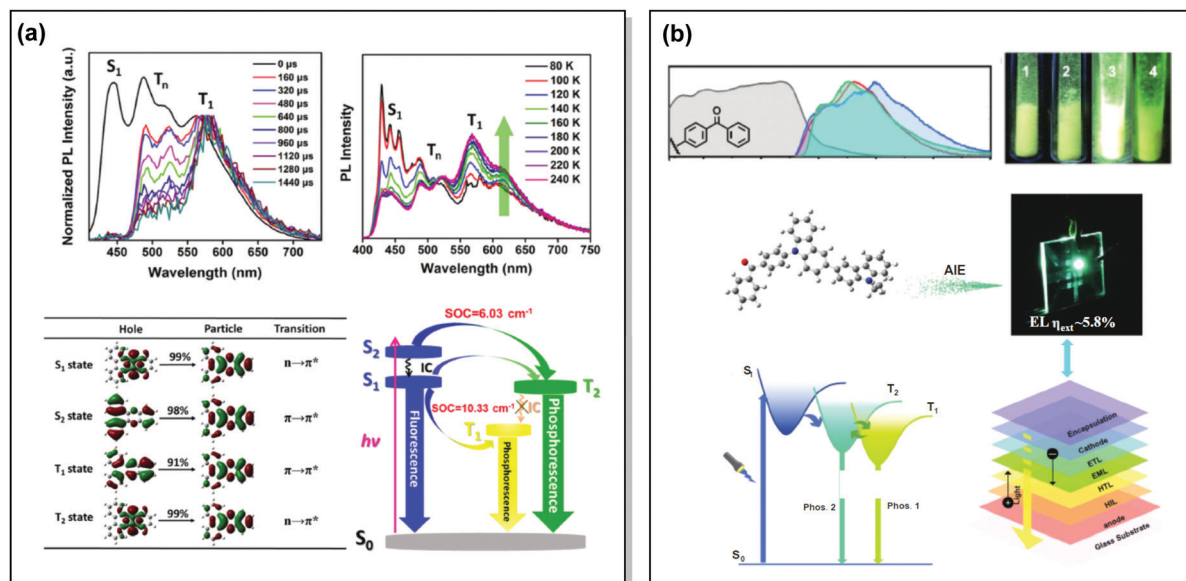 (a)
Normalized PL Intensity (a.u.)
S1
Tn
T1
0 μs
160 μs
320 μs
480 μs
640 μs
800 μs
960 μs
1120 μs
1280 μs
1440 μs
450 500 550 600 650 700
Wavelength (nm)
PL Intensity
S1
Tn
T1
80 K
100 K
120 K
140 K
160 K
180 K
200 K
220 K
240 K
400 450 500 550 600 650 700 750
Wavelength (nm)
Hole Particle Transition
S1 state 99% n→π*
S2 state 98% π→π*
T1 state 91% π→π*
T2 state 99% n→π*
SOC=6.03 cm⁻¹
S2
IC
S1
T2
SOC=10.33 cm⁻¹
IC
T1
hν
Fluorescence
Phosphorescence
Phosphorescence
S0
(b)
O
1 2 3 4
AIE
EL ηext~5.8%
S1
T2
T1
Phos. 2
Phos. 1
S0
Encapsulation
Cathode
ETL
EML
HTL
HIL
anode
Glass Substrate
Light